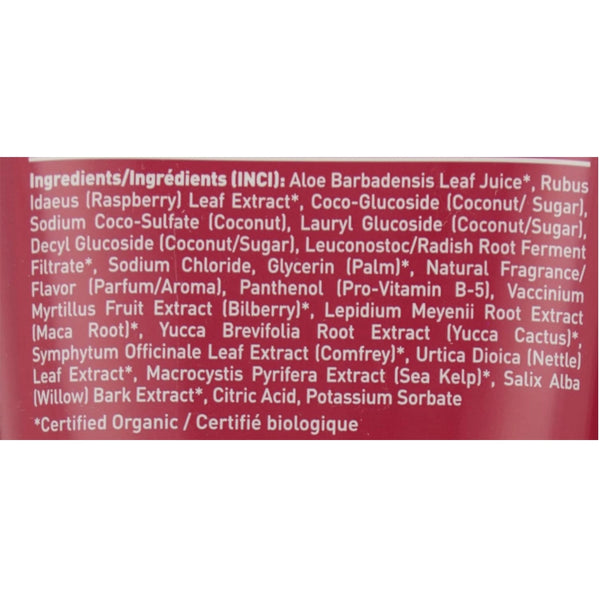 Ingredients/Ingrédients (INCI): Aloe Barbadensis Leaf Juice*, Rubus
Idaeus (Raspberry) Leaf Extract*, Coco-Glucoside (Coconut/ Sugar),
Sodium Coco-Sulfate (Coconut), Lauryl Glucoside (Coconut/Sugar),
Decyl Glucoside (Coconut/Sugar), Leuconostoc/Radish Root Ferment
Filtrate*, Sodium Chloride, Glycerin (Palm)*, Natural Fragrance/
Flavor (Parfum/Aroma), Panthenol (Pro-Vitamin B-5), Vaccinium
Myrtillus Fruit Extract (Bilberry)*, Lepidium Meyenii Root Extract
(Maca Root)*, Yucca Brevifolia Root Extract (Yucca Cactus)*,
Symphytum Officinale Leaf Extract (Comfrey)*, Urtica Dioica (Nettle)
Leaf Extract*, Macrocystis Pyrifera Extract (Sea Kelp)*, Salix Alba
(Willow) Bark Extract*, Citric Acid, Potassium Sorbate
*Certified Organic / Certifié biologique